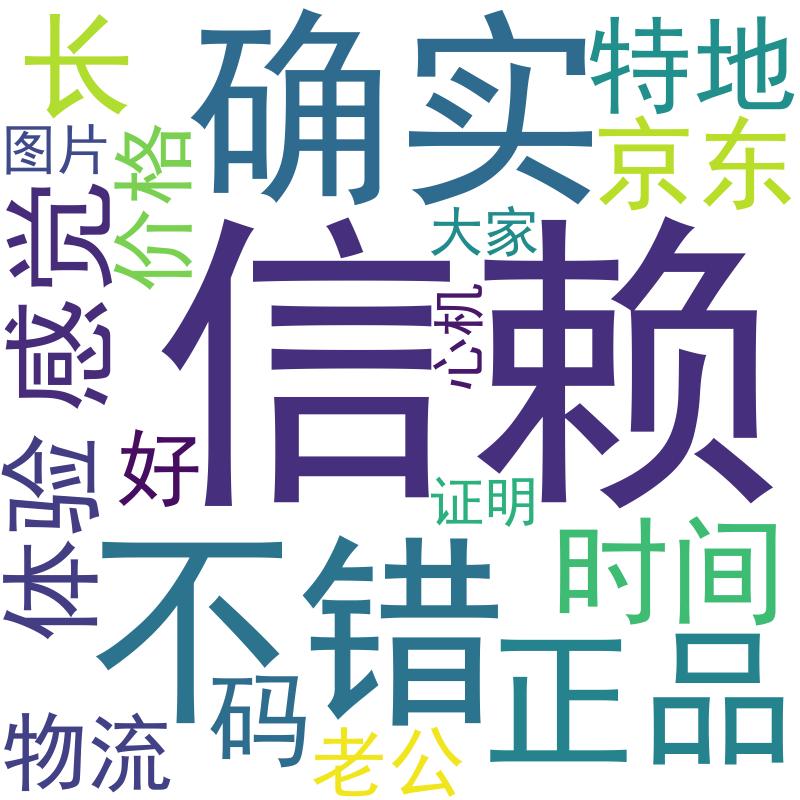 长
确实
特地
图片
价格
京东
感觉
大家
信赖
心机
体验
好
证明
不错
时间
码
正品
物流
老公